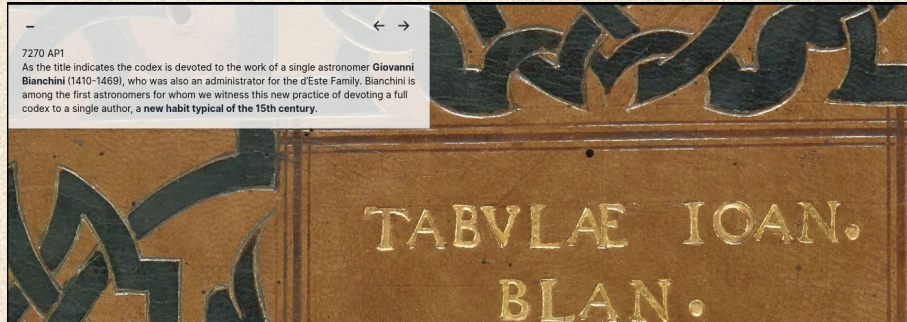 7270 AP1
As the title indicates the codex is devoted to the work of a single astronomer Giovanni
Bianchini (1410-1469), who was also an administrator for the d'Este Family. Bianchini is
among the first astronomers for whom we witness this new practice of devoting a full
codex to a single author, a new habit typical of the 15th century.
TABVLÆ IOAN.
BLAN.